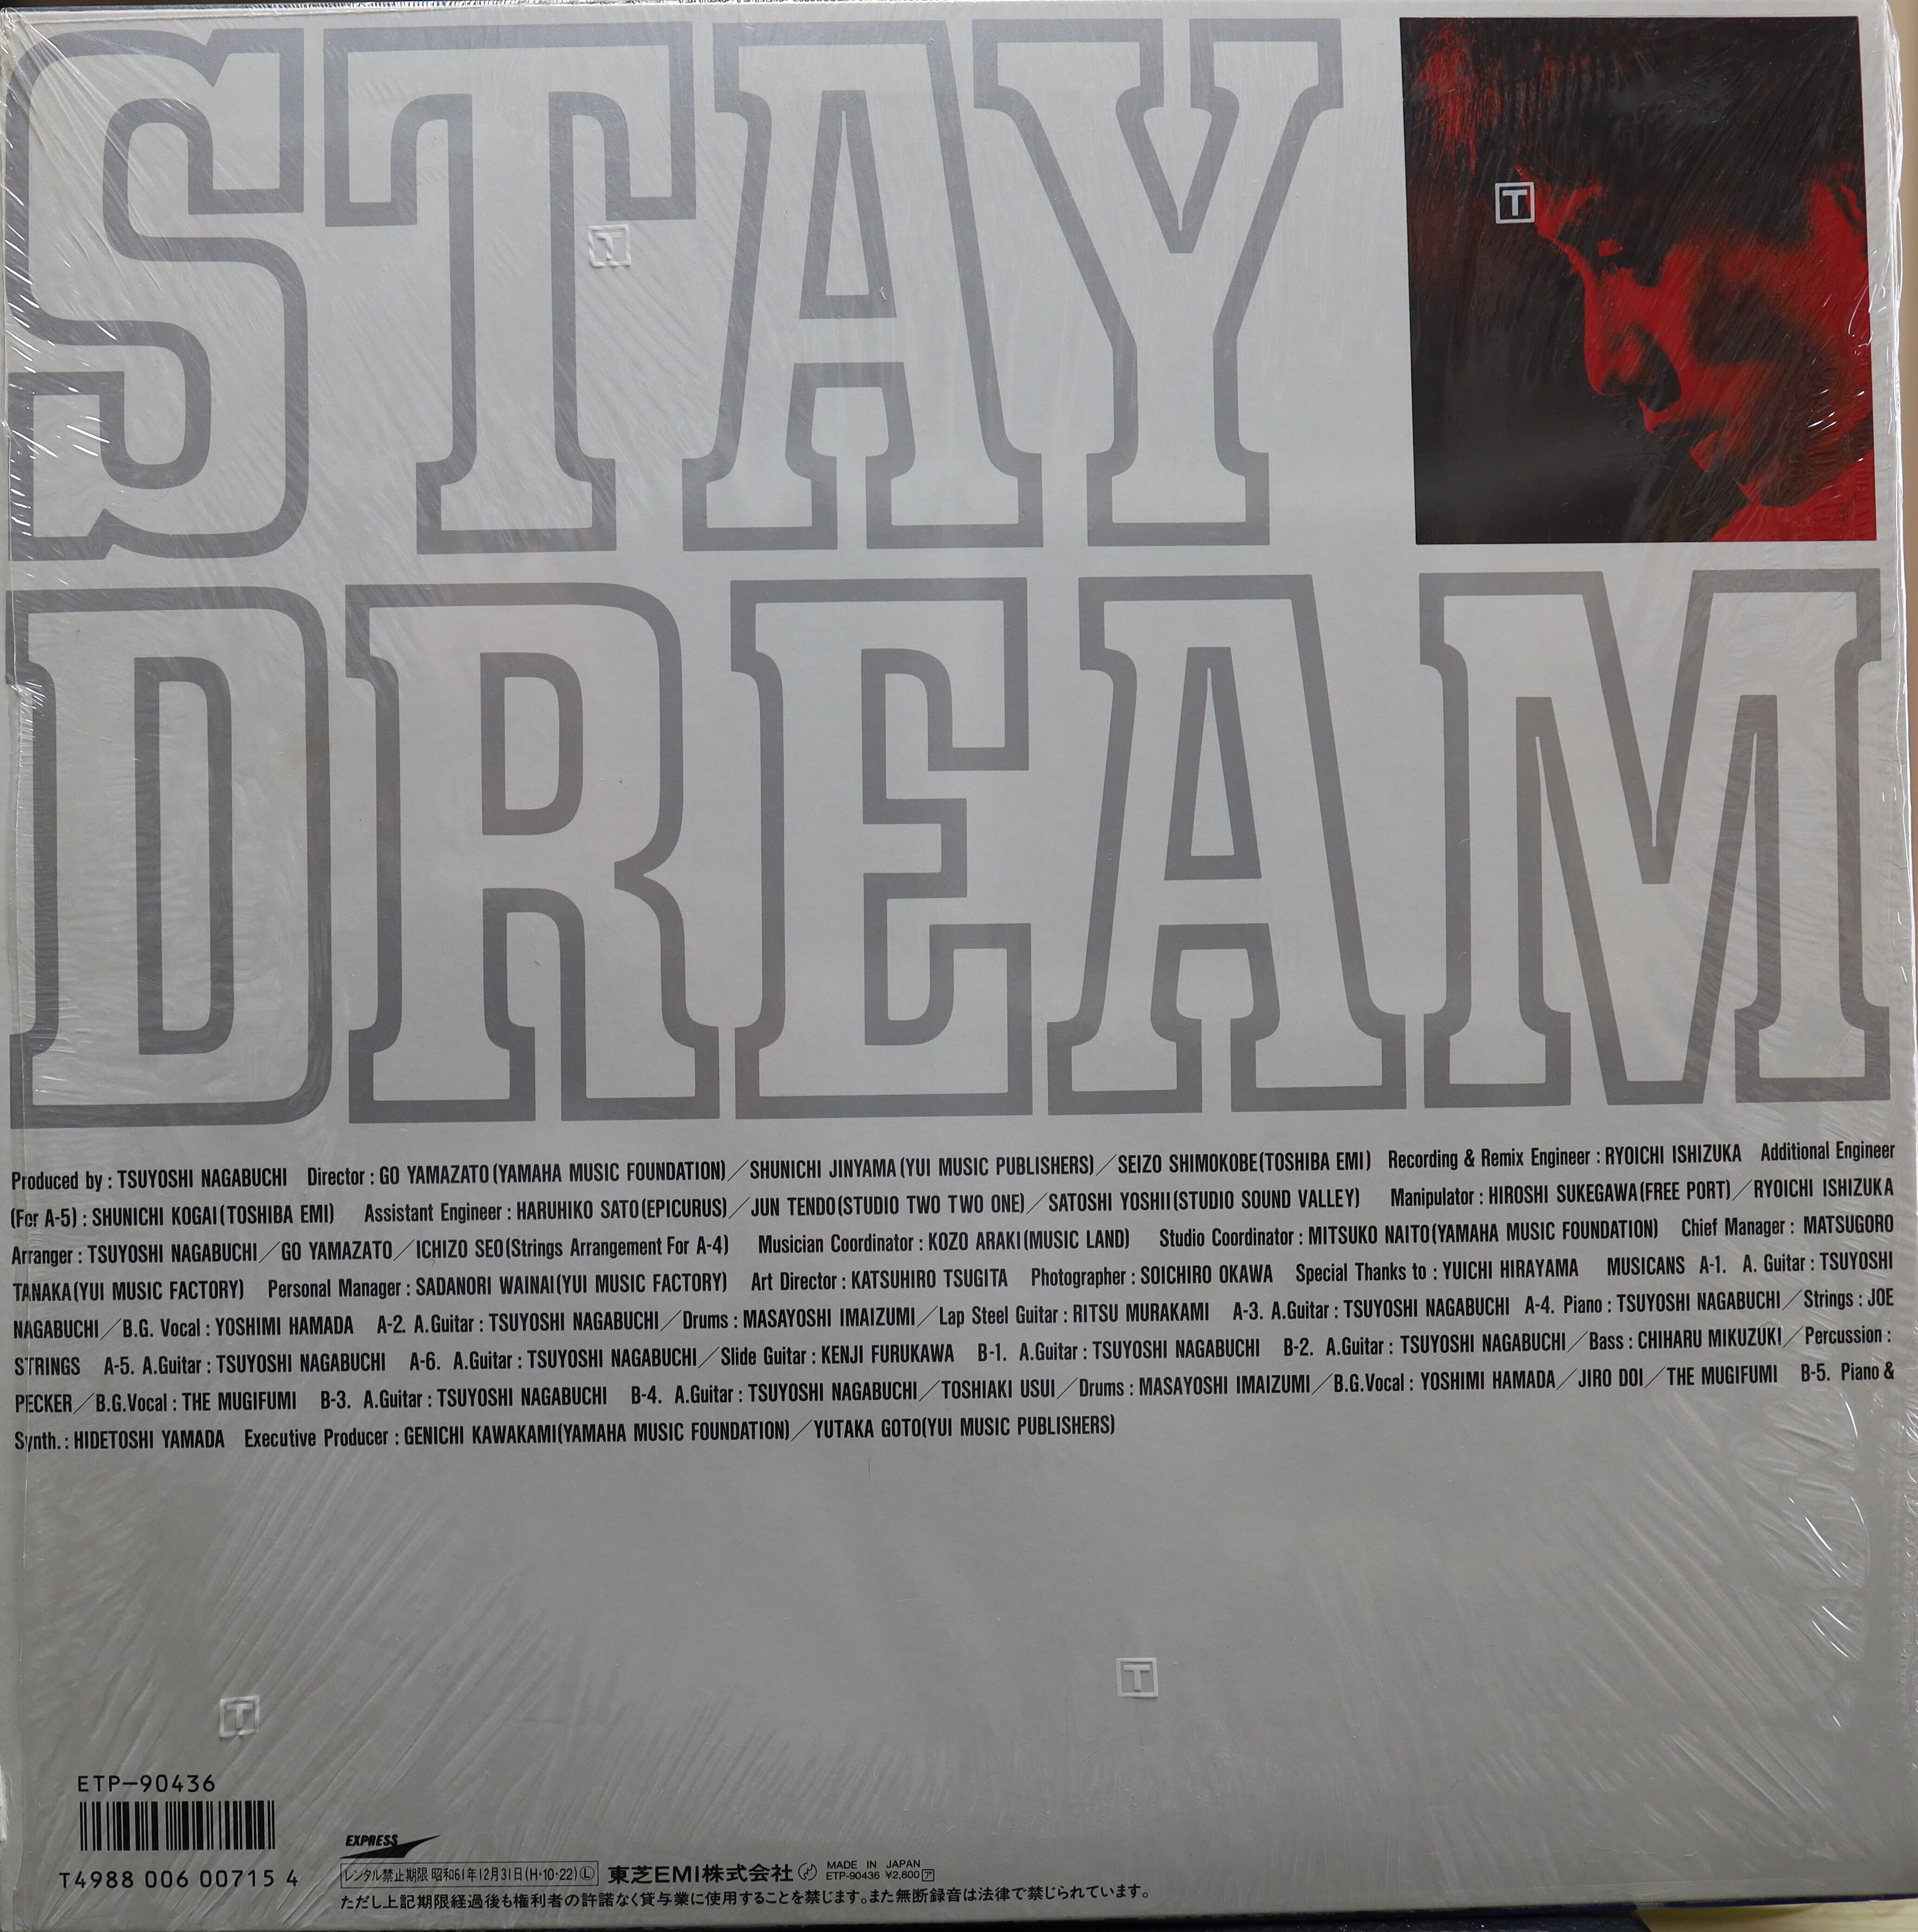 STAY
DREAM
Produced by : TSUYOSHI NAGABUCHI Director : GO YAMAZATO (YAMAHA MUSIC FOUNDATION)／SHUNICHI JINYAMA (YUI MUSIC PUBLISHERS)／SEIZO SHIMOKOBE(TOSHIBA EMI) Recording & Remix Engineer : RYOICHI ISHIZUKA Additional Engineer
(For A-5) : SHUNICHI KOGAI(TOSHIBA EMI) Assistant Engineer : HARUHIKO SATO(EPICURUS)／JUN TENDO(STUDIO TWO TWO ONE)／SATOSHI YOSHII(STUDIO SOUND VALLEY) Manipulator : HIROSHI SUKEGAWA(FREE PORT)／RYOICHI ISHIZUKA
Arranger : TSUYOSHI NAGABUCHI／GO YAMAZATO／ICHIZO SEO(Strings Arrangement For A-4) Musician Coordinator : KOZO ARAKI(MUSIC LAND) Studio Coordinator : MITSUKO NAITO(YAMAHA MUSIC FOUNDATION) Chief Manager : MATSUGORO
TANAKA(YUI MUSIC FACTORY) Personal Manager : SADANORI WAINAI(YUI MUSIC FACTORY) Art Director : KATSUHIRO TSUGITA Photographer : SOICHIRO OKAWA Special Thanks to : YUICHI HIRAYAMA MUSICANS A-1. A. Guitar : TSUYOSHI
NAGABUCHI／B.G. Vocal : YOSHIMI HAMADA A-2. A.Guitar : TSUYOSHI NAGABUCHI／Drums : MASAYOSHI IMAIZUMI／Lap Steel Guitar : RITSU MURAKAMI A-3. A.Guitar : TSUYOSHI NAGABUCHI A-4. Piano : TSUYOSHI NAGABUCHI／Strings : JOE
STRINGS A-5. A.Guitar : TSUYOSHI NAGABUCHI A-6. A.Guitar : TSUYOSHI NAGABUCHI／Slide Guitar : KENJI FURUKAWA B-1. A.Guitar : TSUYOSHI NAGABUCHI B-2. A.Guitar : TSUYOSHI NAGABUCHI／Bass : CHIHARU MIKUZUKI／Percussion :
PECKER／B.G.Vocal : THE MUGIFUMI B-3. A.Guitar : TSUYOSHI NAGABUCHI B-4. A.Guitar : TSUYOSHI NAGABUCHI／TOSHIAKI USUI／Drums : MASAYOSHI IMAIZUMI／B.G.Vocal : YOSHIMI HAMADA／JIRO DOI／THE MUGIFUMI B-5. Piano &
Synth. : HIDETOSHI YAMADA Executive Producer : GENICHI KAWAKAMI(YAMAHA MUSIC FOUNDATION)／YUTAKA GOTO(YUI MUSIC PUBLISHERS)
T
T
T
T
ETP-90436
T4988 006 00715 4
EXPRESS
レンタル禁止期限 昭和61年12月31日(H・10・22)Ⓛ 東芝EMI株式会社 MADE IN JAPAN
ETP-90436 ¥2,800 ア
ただし上記期限経過後も権利者の許諾なく貸与業に使用することを禁じます。また無断録音は法律で禁じられています。